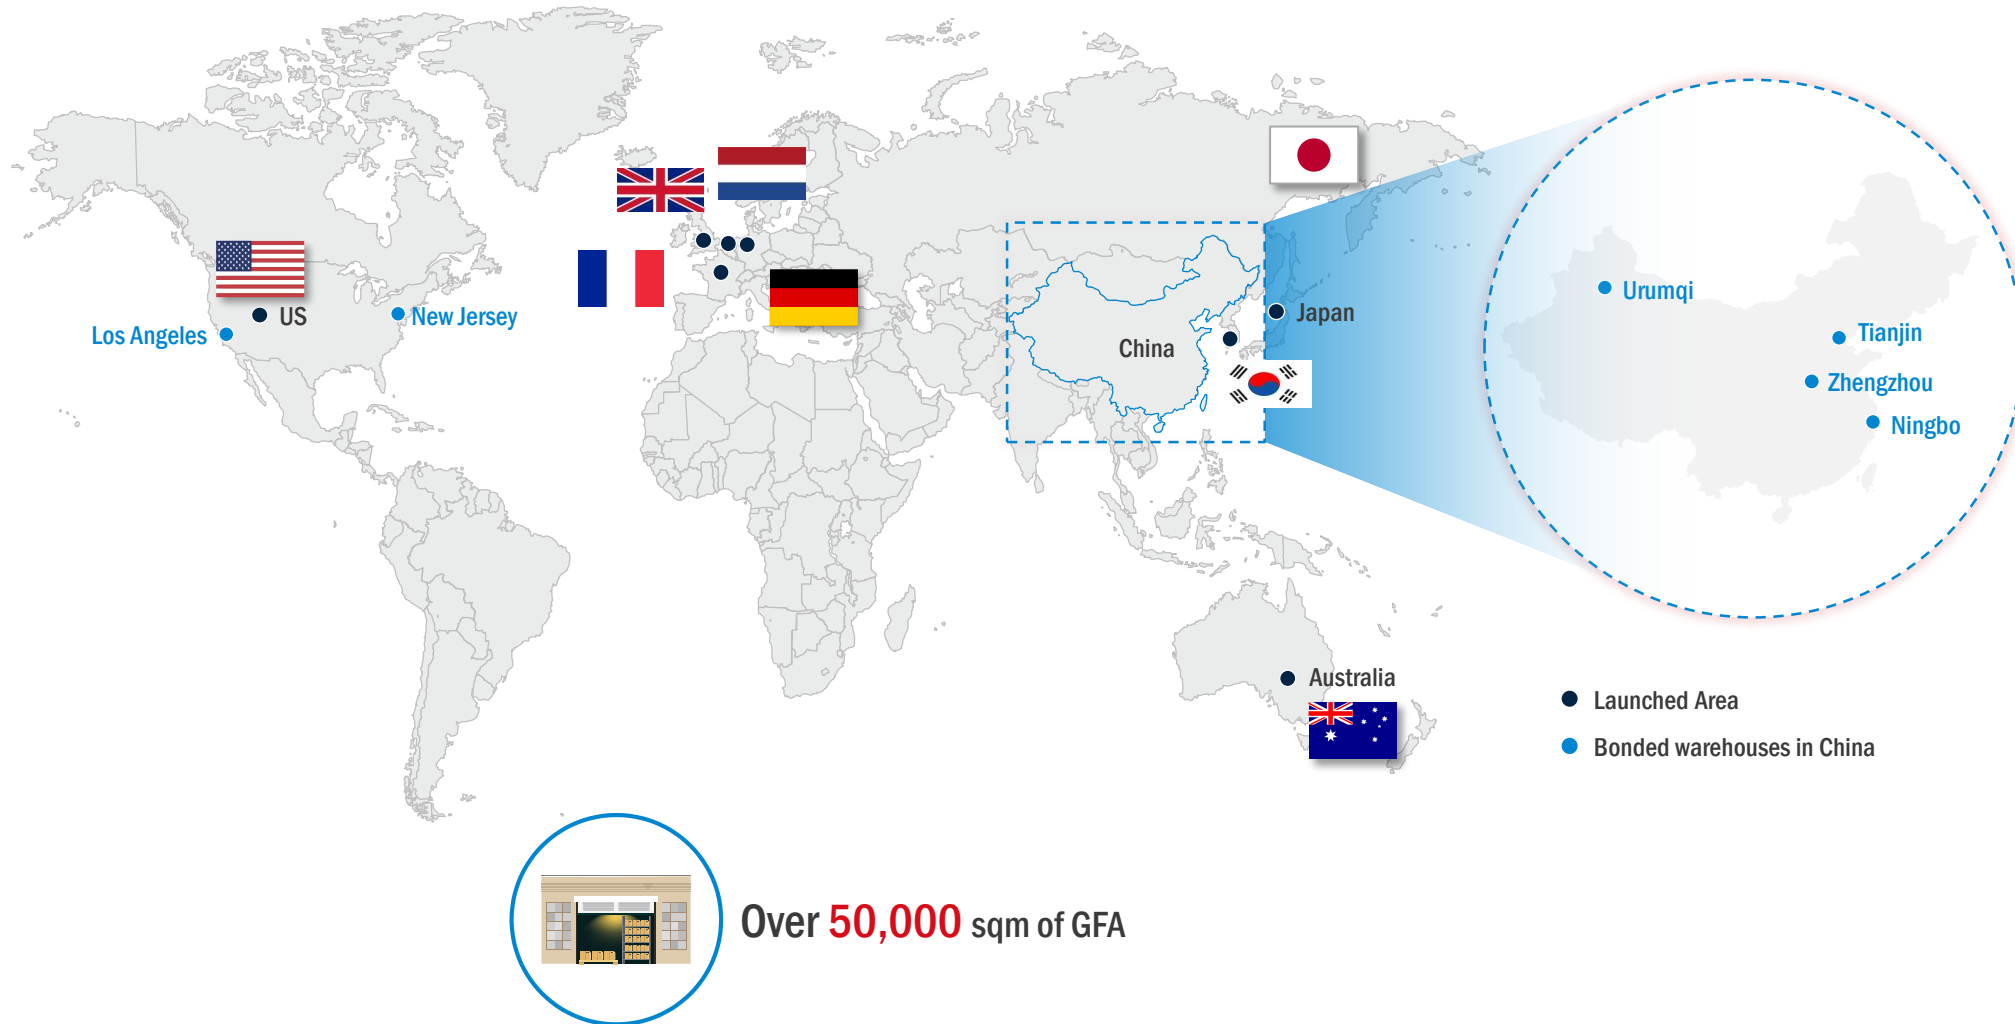 US
Los Angeles
New Jersey
China
Japan
Australia
Urumqi
Tianjin
Zhengzhou
Ningbo
Launched Area
Bonded warehouses in China
Over 50,000 sqm of GFA